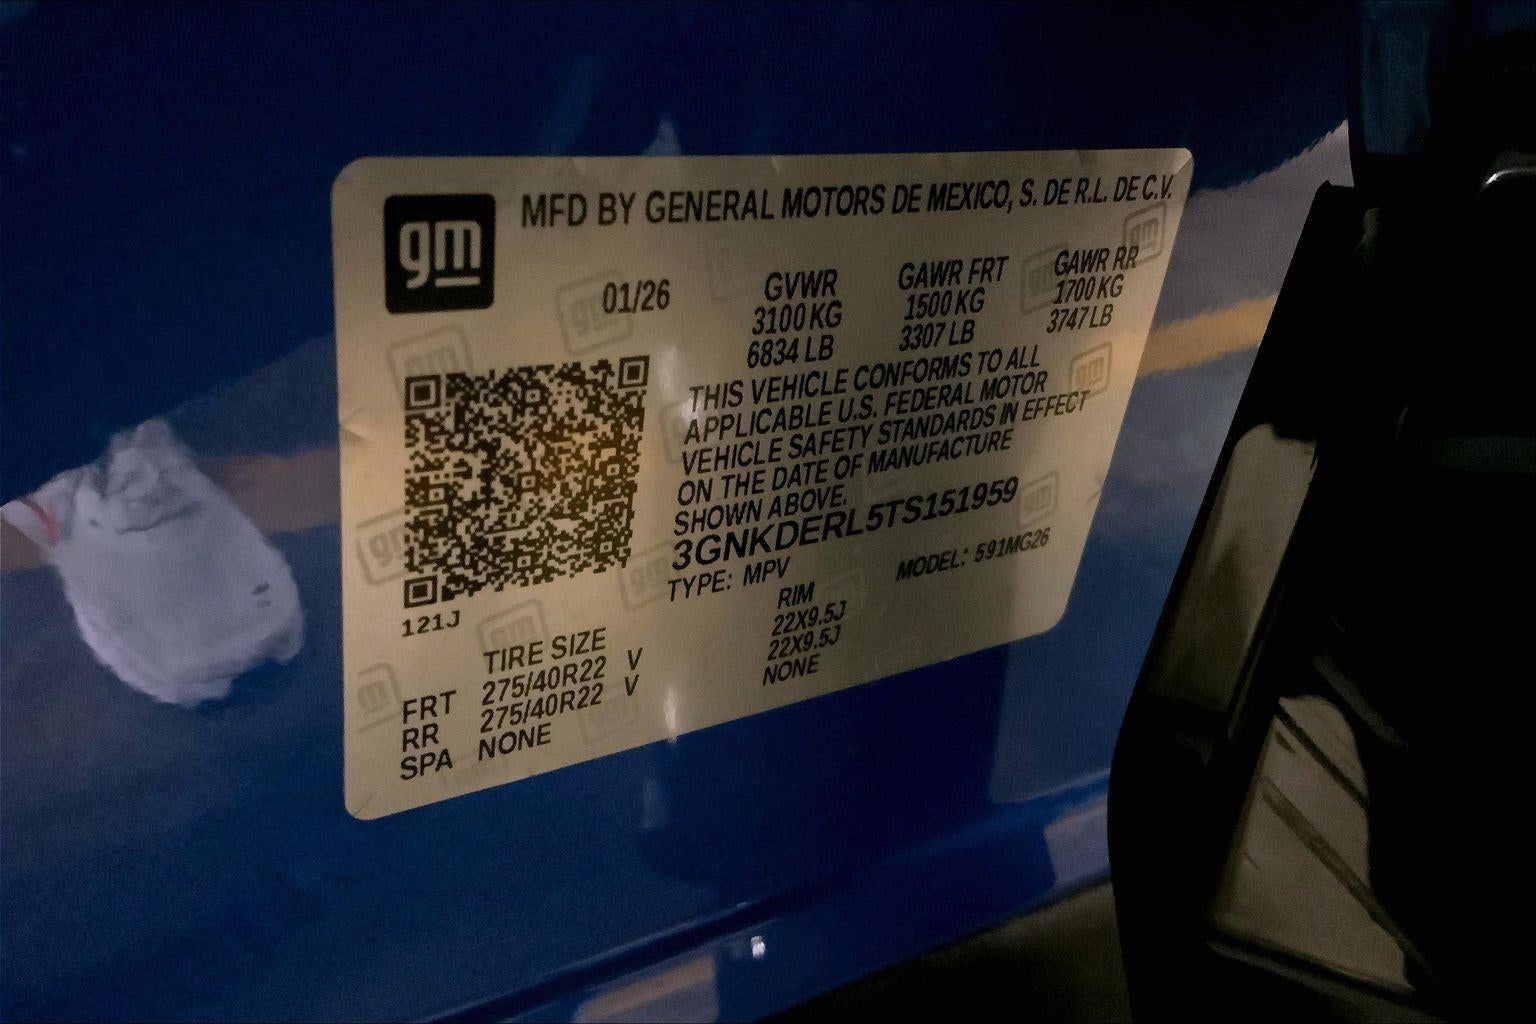 gm
MFD BY GENERAL MOTORS DE MEXICO, S. DE R.L. DE C.V.
01/26 GVWR GAWR FRT GAWR RR
3100 KG 1500 KG 1700 KG
6834 LB 3307 LB 3747 LB
THIS VEHICLE CONFORMS TO ALL
APPLICABLE U.S. FEDERAL MOTOR
VEHICLE SAFETY STANDARDS IN EFFECT
ON THE DATE OF MANUFACTURE
SHOWN ABOVE.
3GNKDERL5TS151959
TYPE: MPV MODEL: 591MG26
121J
TIRE SIZE RIM
FRT 275/40R22 V 22X9.5J
RR 275/40R22 V 22X9.5J
SPA NONE NONE